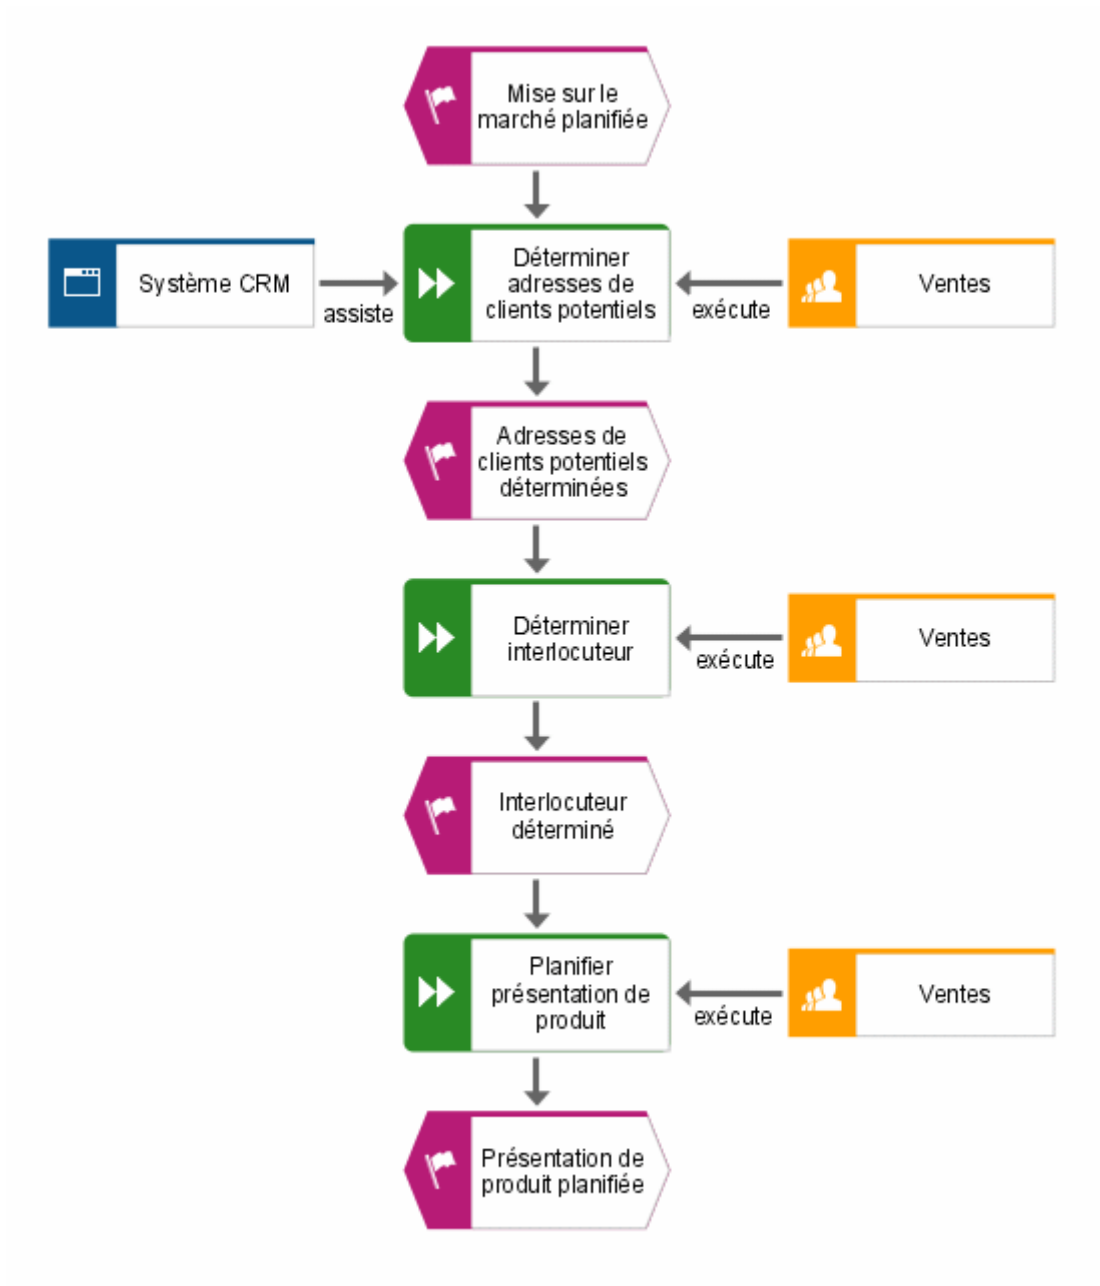 Mise sur le
marché planifiée
Système CRM
assiste
Déterminer
adresses de
clients potentiels
exécute
Ventes
Adresses de
clients potentiels
déterminées
Déterminer
interlocuteur
exécute
Ventes
Interlocuteur
déterminé
Planifier
présentation de
produit
exécute
Ventes
Présentation de
produit planifiée